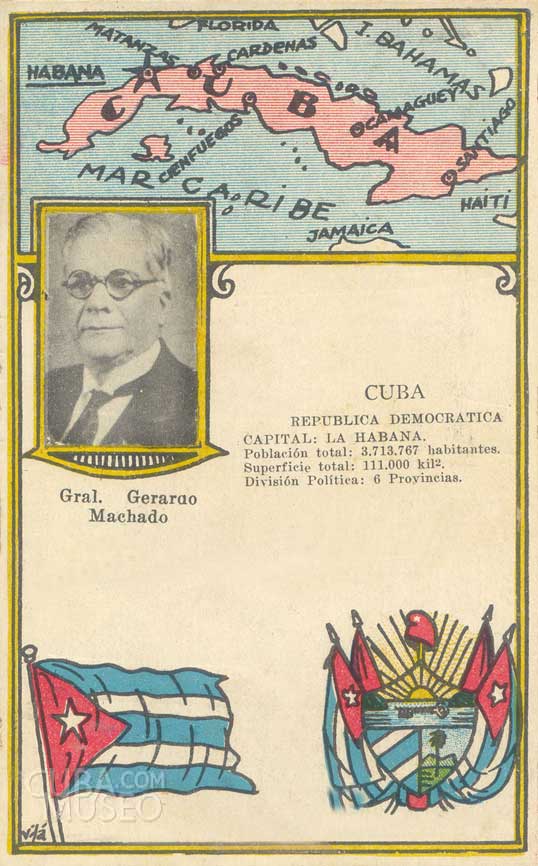 FLORIDA
MATANZAS
CARDENAS
I. BAHAMAS
HABANA
CUBA
CAMAGUEY
CIENFUEGOS
SANTIAGO
MAR CARIBE
HAITI
JAMAICA
CUBA
REPUBLICA DEMOCRATICA
CAPITAL: LA HABANA.
Población total: 3.713.767 habitantes.
Superficie total: 111.000 kil².
División Política: 6 Provincias.
Gral. Gerardo
Machado
CUBA.COM
MUSEO
Vilá